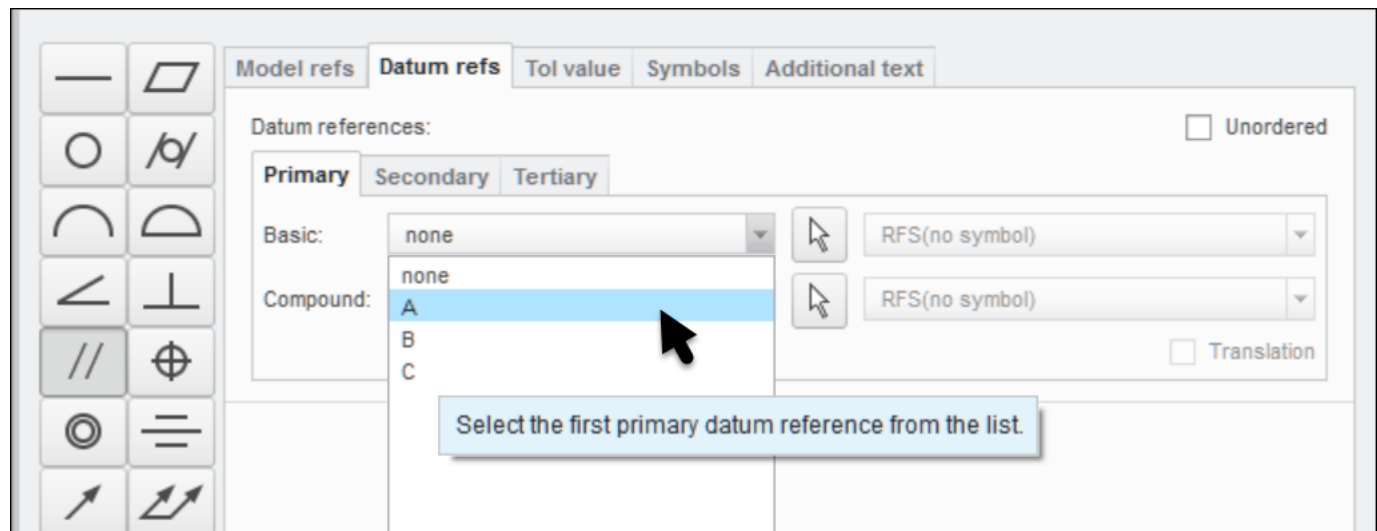 Model refs Datum refs Tol value Symbols Additional text
Datum references: Unordered
Primary Secondary Tertiary
Basic: none RFS(no symbol)
none
Compound: A RFS(no symbol)
B
Translation
C
Select the first primary datum reference from the list.